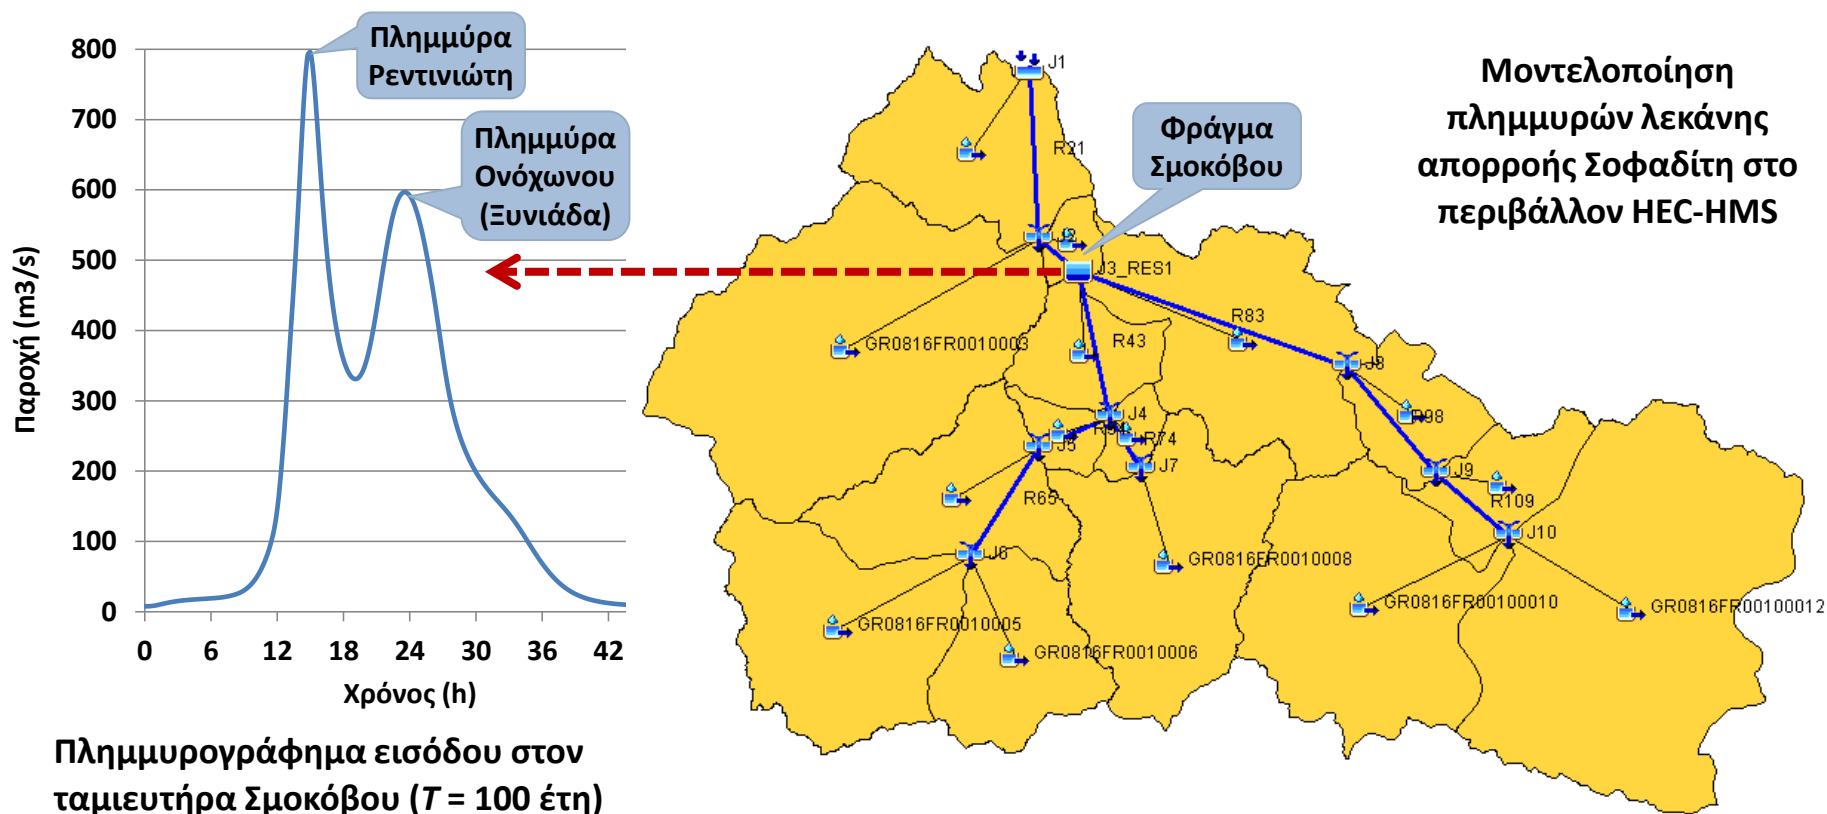 800
700
600
500
400
300
200
100
0
0 6 12 18 24 30 36 42
Παροχή (m3/s)
Χρόνος (h)
Πλημμύρα
Ρεντινιώτη
Πλημμύρα
Ονόχωνου
(Ξυνιάδα)
Πλημμυρογράφημα εισόδου στον
ταμιευτήρα Σμοκόβου (T = 100 έτη)
Φράγμα
Σμοκόβου
Μοντελοποίηση
πλημμυρών λεκάνης
απορροής Σοφαδίτη στο
περιβάλλον HEC-HMS
J1
R21
J3_RES1
R83
GR0816FR0010003
R43
J8
J4
R74
J5
J7
J9
R65
R109
J10
J6
GR0816FR0010008
GR0816FR00100010
GR0816FR00100012
GR0816FR0010005
GR0816FR0010006